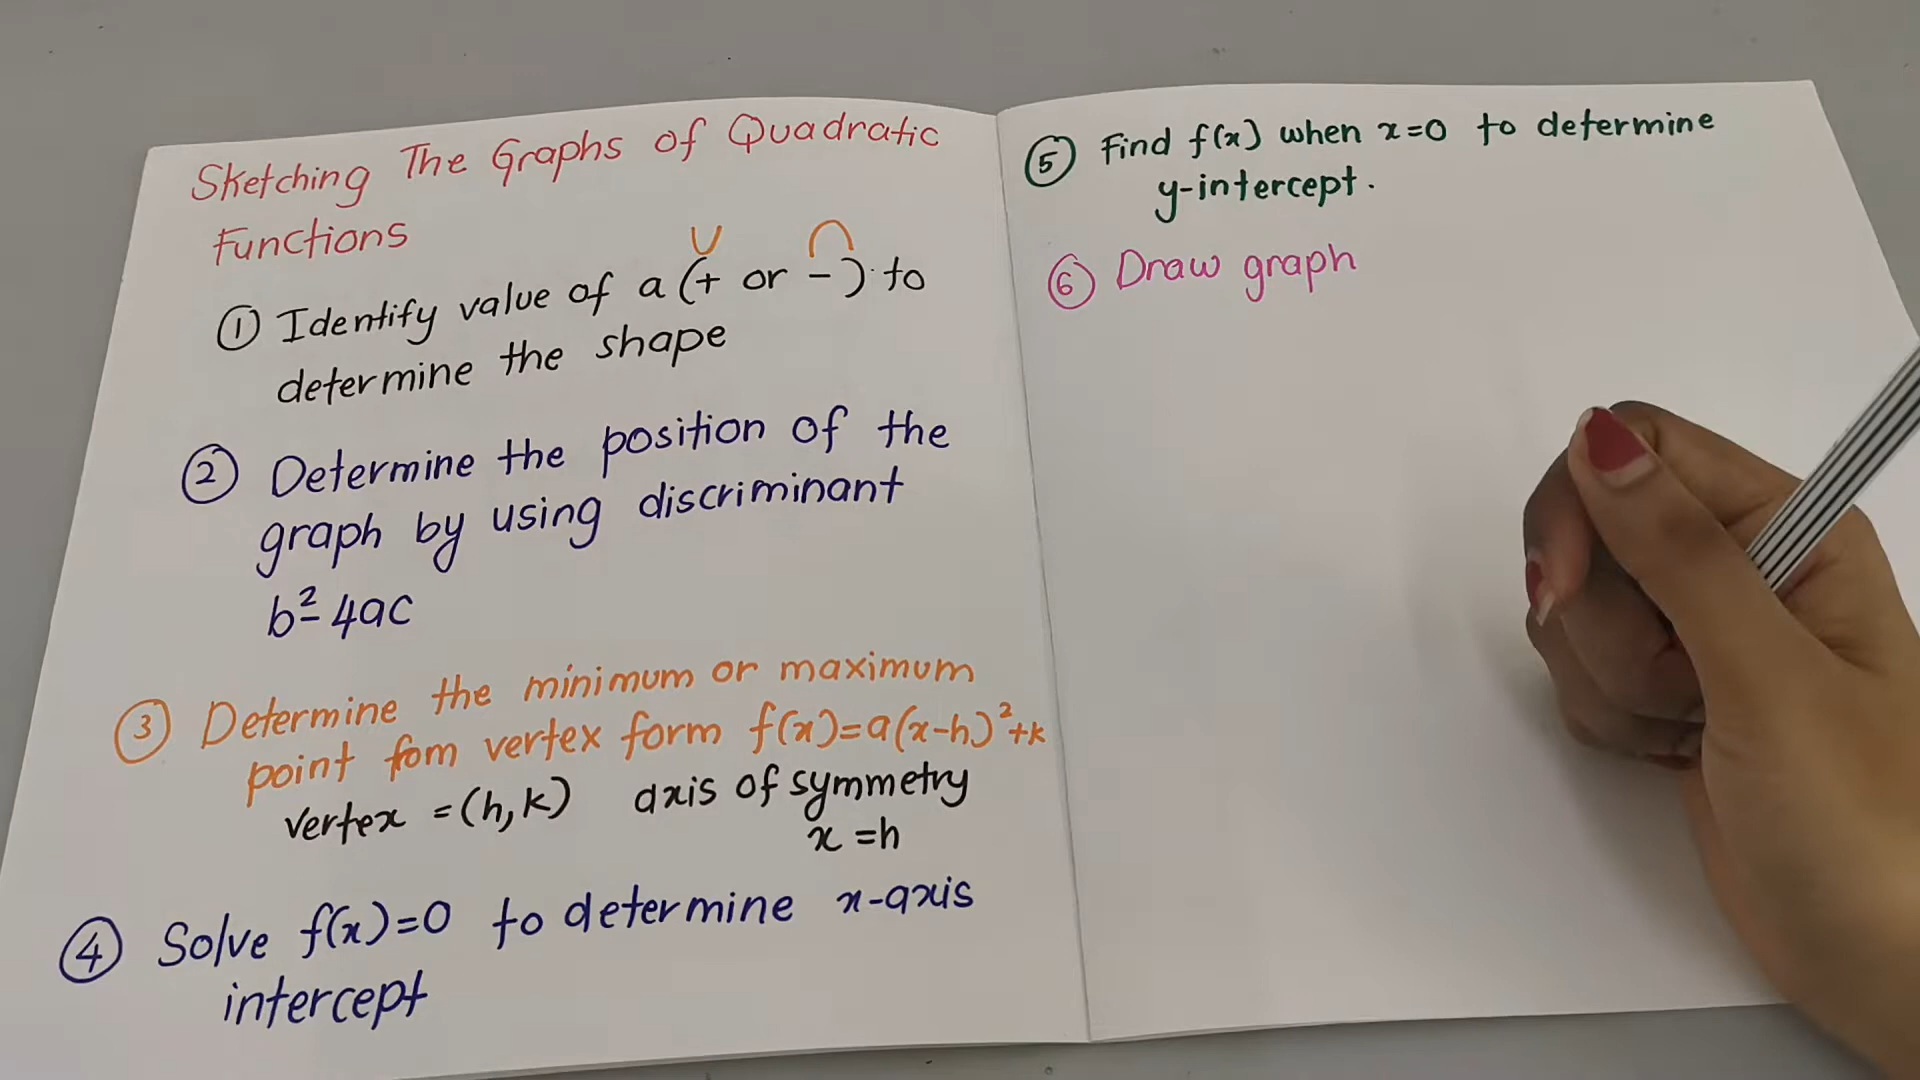 Sketching The Graphs of Quadratic
Functions
① Identify value of a (+ or −) to
determine the shape
② Determine the position of the
graph by using discriminant
b²-4ac
③ Determine the minimum or maximum
point fom vertex form f(x)=a(x-h)²+k
vertex = (h,k) axis of symmetry
x = h
④ Solve f(x)=0 to determine x-axis
intercept
⑤ Find f(x) when x=0 to determine
y-intercept.
⑥ Draw graph